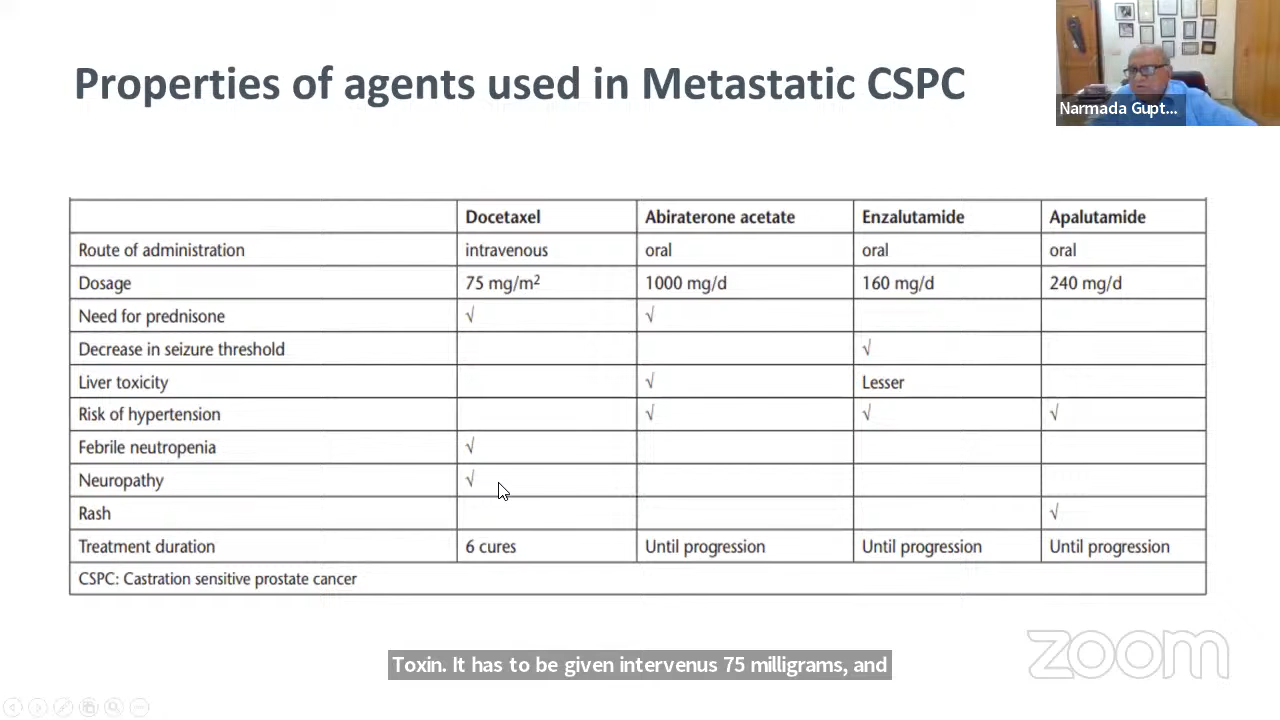 Properties of agents used in Metastatic CSPC
Narmada Gupt...
Docetaxel Abiraterone acetate Enzalutamide Apalutamide
Route of administration intravenous oral oral oral
Dosage 75 mg/m² 1000 mg/d 160 mg/d 240 mg/d
Need for prednisone √ √
Decrease in seizure threshold √
Liver toxicity √ Lesser
Risk of hypertension √ √ √
Febrile neutropenia √
Neuropathy √
Rash √
Treatment duration 6 cures Until progression Until progression Until progression
CSPC: Castration sensitive prostate cancer
zoom
Toxin. It has to be given intervenus 75 milligrams, and